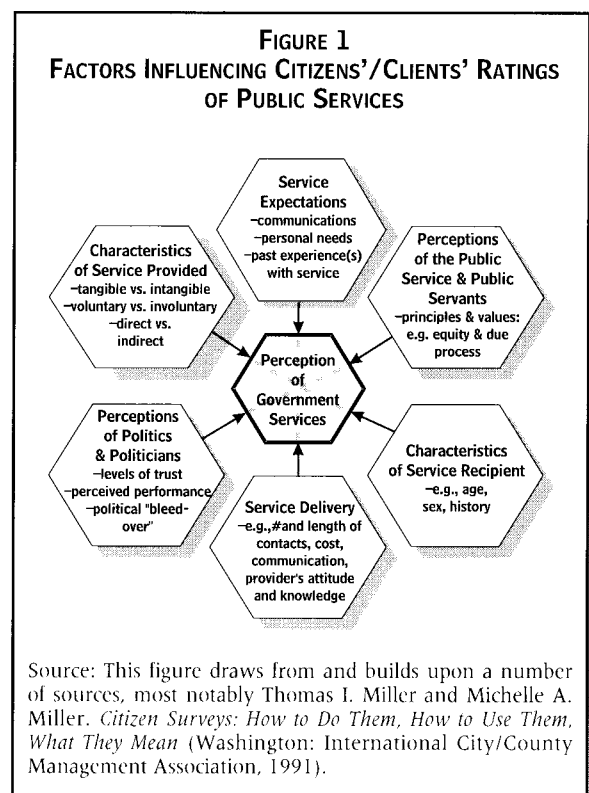 FIGURE 1
FACTORS INFLUENCING CITIZENS'/CLIENTS' RATINGS
OF PUBLIC SERVICES
Service
Expectations
–communications
–personal needs
–past experience(s)
with service
Characteristics
of Service Provided
–tangible vs. intangible
–voluntary vs. involuntary
–direct vs.
indirect
Perceptions
of the Public
Service & Public
Servants
–principles & values:
e.g. equity & due
process
Perception
of
Government
Services
Perceptions
of Politics
& Politicians
–levels of trust
–perceived performance
–political "bleed-
over"
Characteristics
of Service Recipient
–e.g., age,
sex, history
Service Delivery
–e.g.,#and length of
contacts, cost,
communication,
provider's attitude
and knowledge
Source: This figure draws from and builds upon a number
of sources, most notably Thomas I. Miller and Michelle A.
Miller. Citizen Surveys: How to Do Them, How to Use Them,
What They Mean (Washington: International City/County
Management Association, 1991).